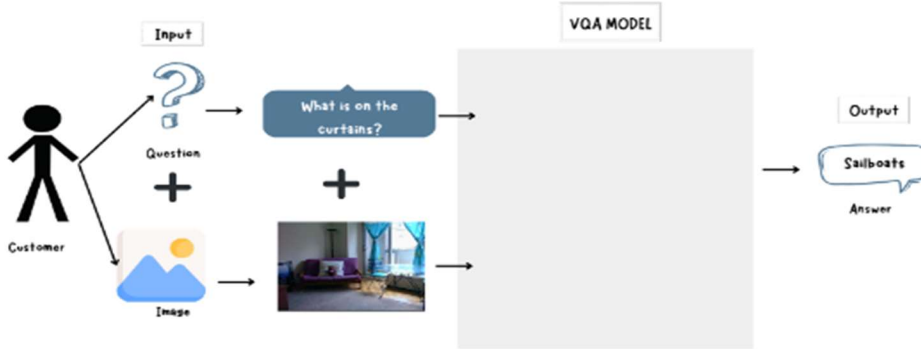 Input
VQA MODEL
What is on the
curtains?
Question
Output
Sailboats
Answer
Customer
Image